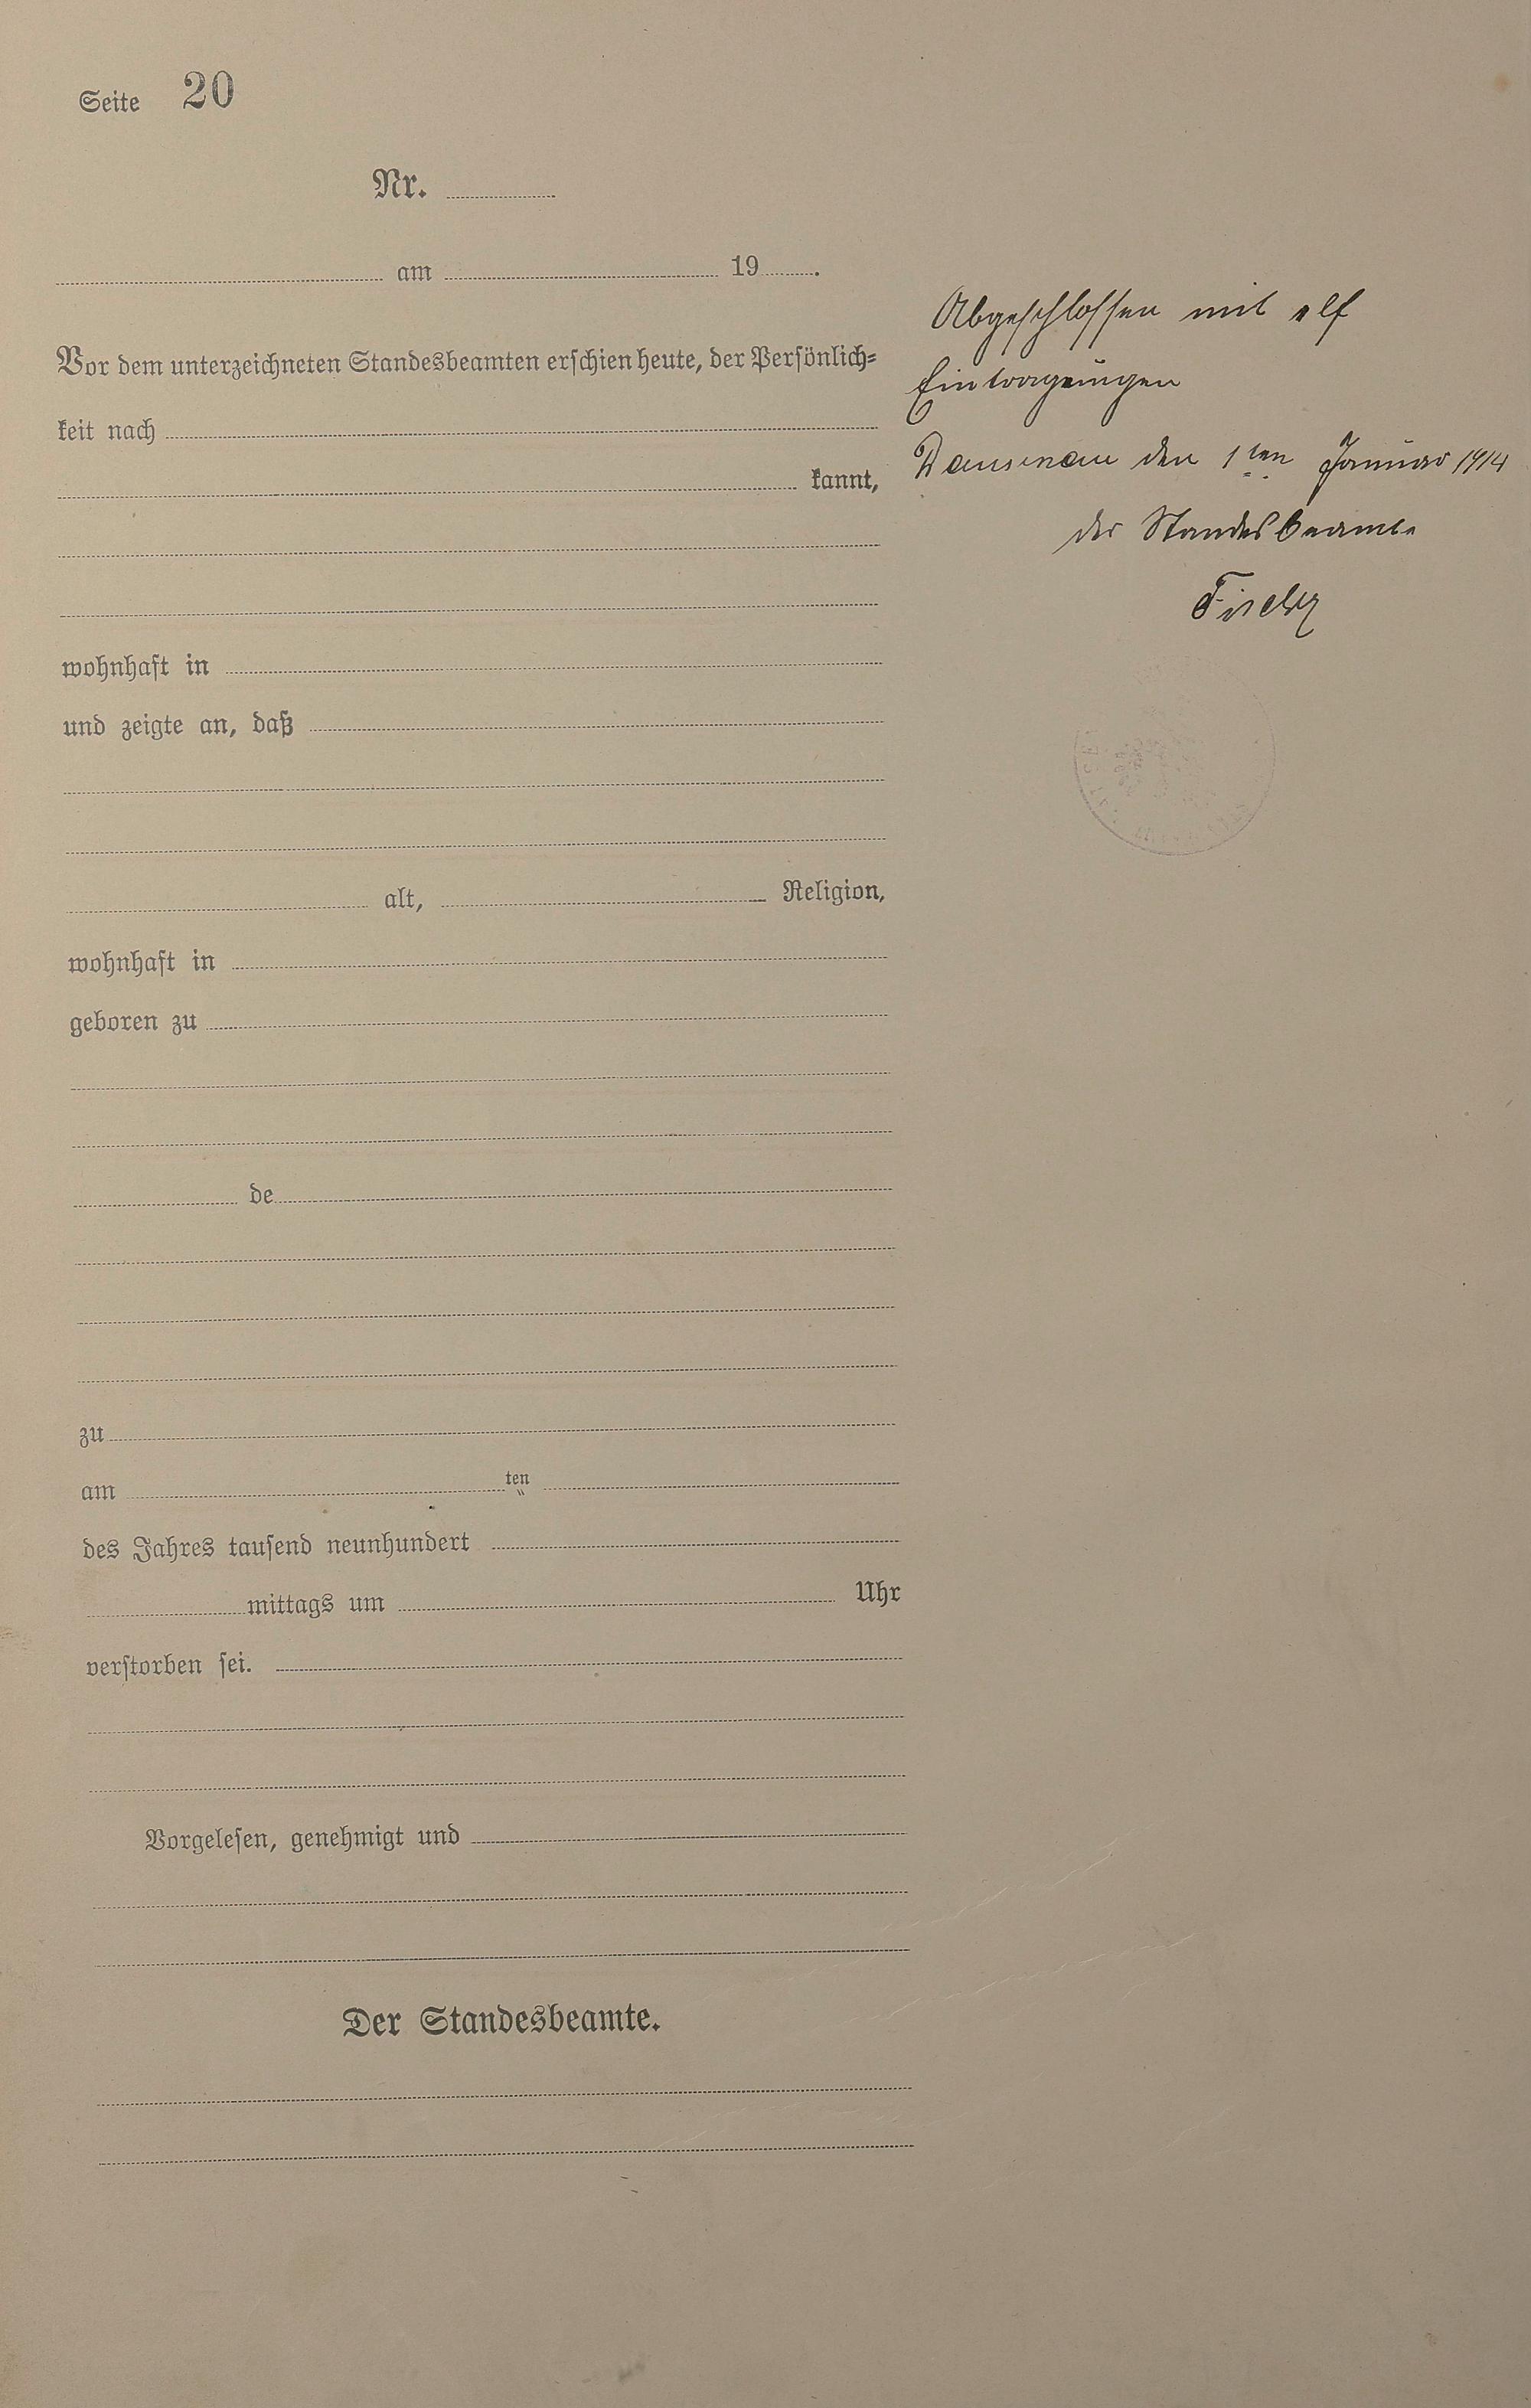 Seite 20
Nr.
am 19 .
Vor dem unterzeichneten Standesbeamten erschien heute, der Persönlich=
keit nach
kannt,
wohnhaft in
und zeigte an, daß
alt, Religion,
wohnhaft in
geboren zu
de
zu
am ten
des Jahres tausend neunhundert
mittags um Uhr
verstorben sei.
Vorgelesen, genehmigt und
Der Standesbeamte.
Abgeschlossen mit elf
Eintragungen
Dausenau den 1ten Januar 1914
der Standesbeamte
Fischer